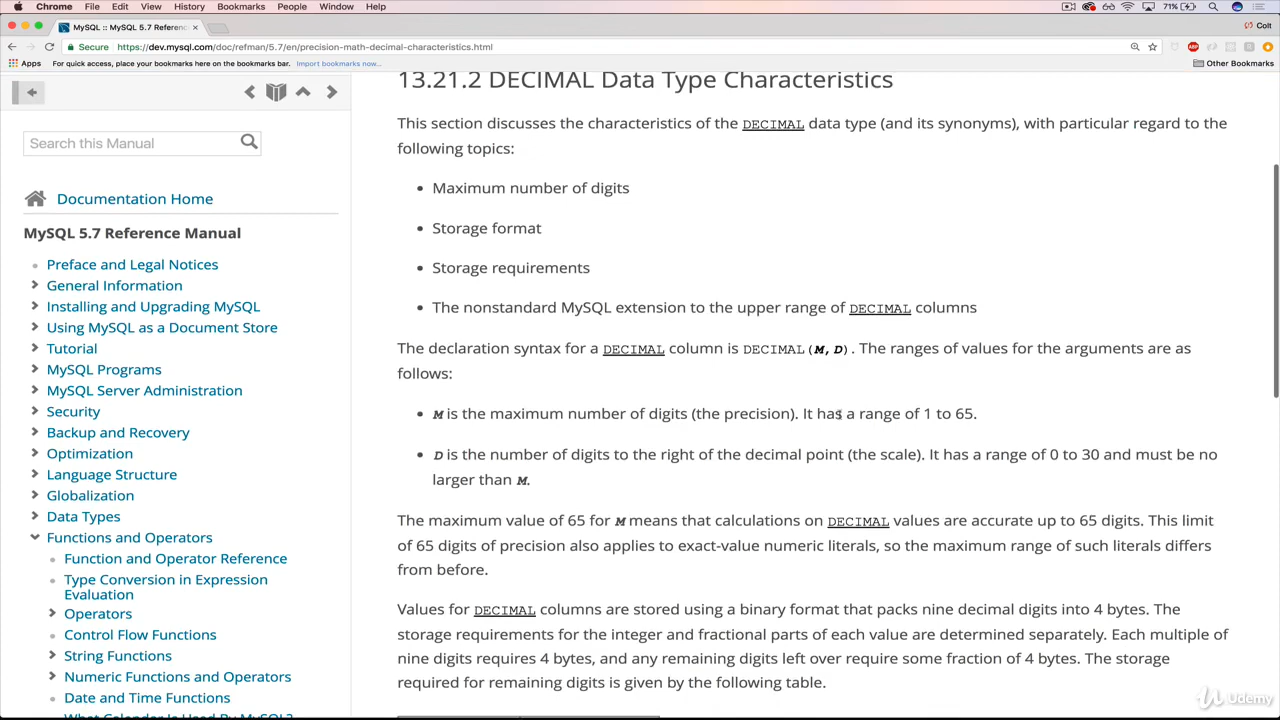 Chrome File Edit View History Bookmarks People Window Help 71%
MySQL :: MySQL 5.7 Referenc × Colt
Secure https://dev.mysql.com/doc/refman/5.7/en/precision-math-decimal-characteristics.html ABP
Apps For quick access, place your bookmarks here on the bookmarks bar. Import bookmarks now... Other Bookmarks
Search this Manual
Documentation Home
MySQL 5.7 Reference Manual
Preface and Legal Notices
General Information
Installing and Upgrading MySQL
Using MySQL as a Document Store
Tutorial
MySQL Programs
MySQL Server Administration
Security
Backup and Recovery
Optimization
Language Structure
Globalization
Data Types
Functions and Operators
Function and Operator Reference
Type Conversion in Expression
Evaluation
Operators
Control Flow Functions
String Functions
Numeric Functions and Operators
Date and Time Functions
What Calendar Is Used By MySQL?
13.21.2 DECIMAL Data Type Characteristics
This section discusses the characteristics of the DECIMAL data type (and its synonyms), with particular regard to the
following topics:
• Maximum number of digits
• Storage format
• Storage requirements
• The nonstandard MySQL extension to the upper range of DECIMAL columns
The declaration syntax for a DECIMAL column is DECIMAL(M,D). The ranges of values for the arguments are as
follows:
• M is the maximum number of digits (the precision). It has a range of 1 to 65.
• D is the number of digits to the right of the decimal point (the scale). It has a range of 0 to 30 and must be no
larger than M.
The maximum value of 65 for M means that calculations on DECIMAL values are accurate up to 65 digits. This limit
of 65 digits of precision also applies to exact-value numeric literals, so the maximum range of such literals differs
from before.
Values for DECIMAL columns are stored using a binary format that packs nine decimal digits into 4 bytes. The
storage requirements for the integer and fractional parts of each value are determined separately. Each multiple of
nine digits requires 4 bytes, and any remaining digits left over require some fraction of 4 bytes. The storage
required for remaining digits is given by the following table.
Udemy